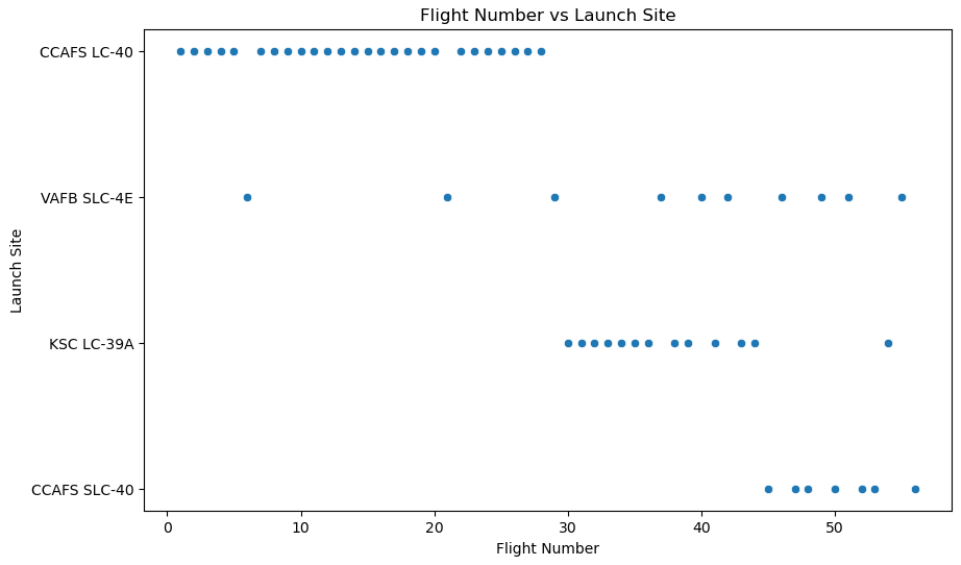 Flight Number vs Launch Site
Launch Site
CCAFS LC-40
VAFB SLC-4E
KSC LC-39A
CCAFS SLC-40
0 10 20 30 40 50
Flight Number